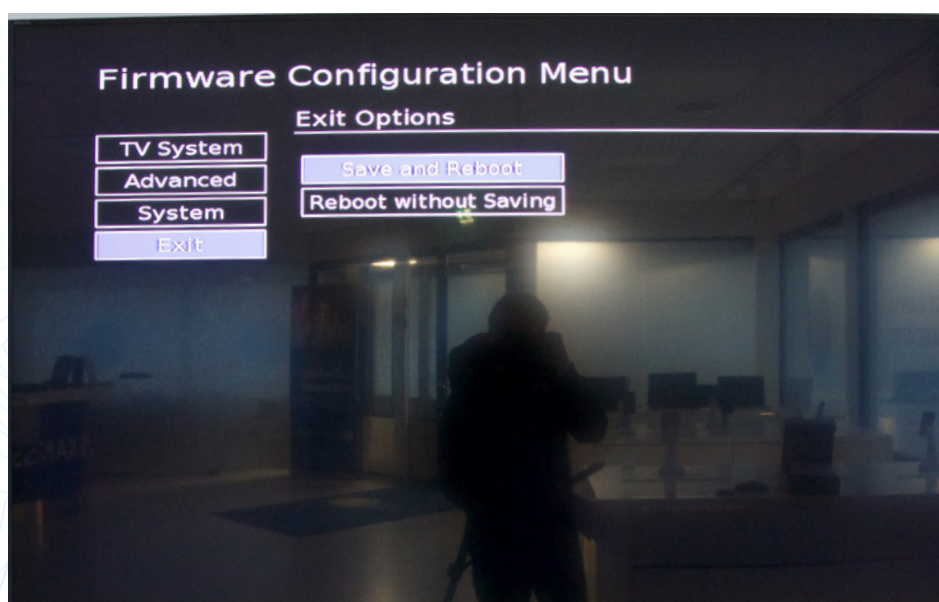 Firmware Configuration Menu
Exit Options
TV System
Advanced
System
Exit
Save and Reboot
Reboot without Saving